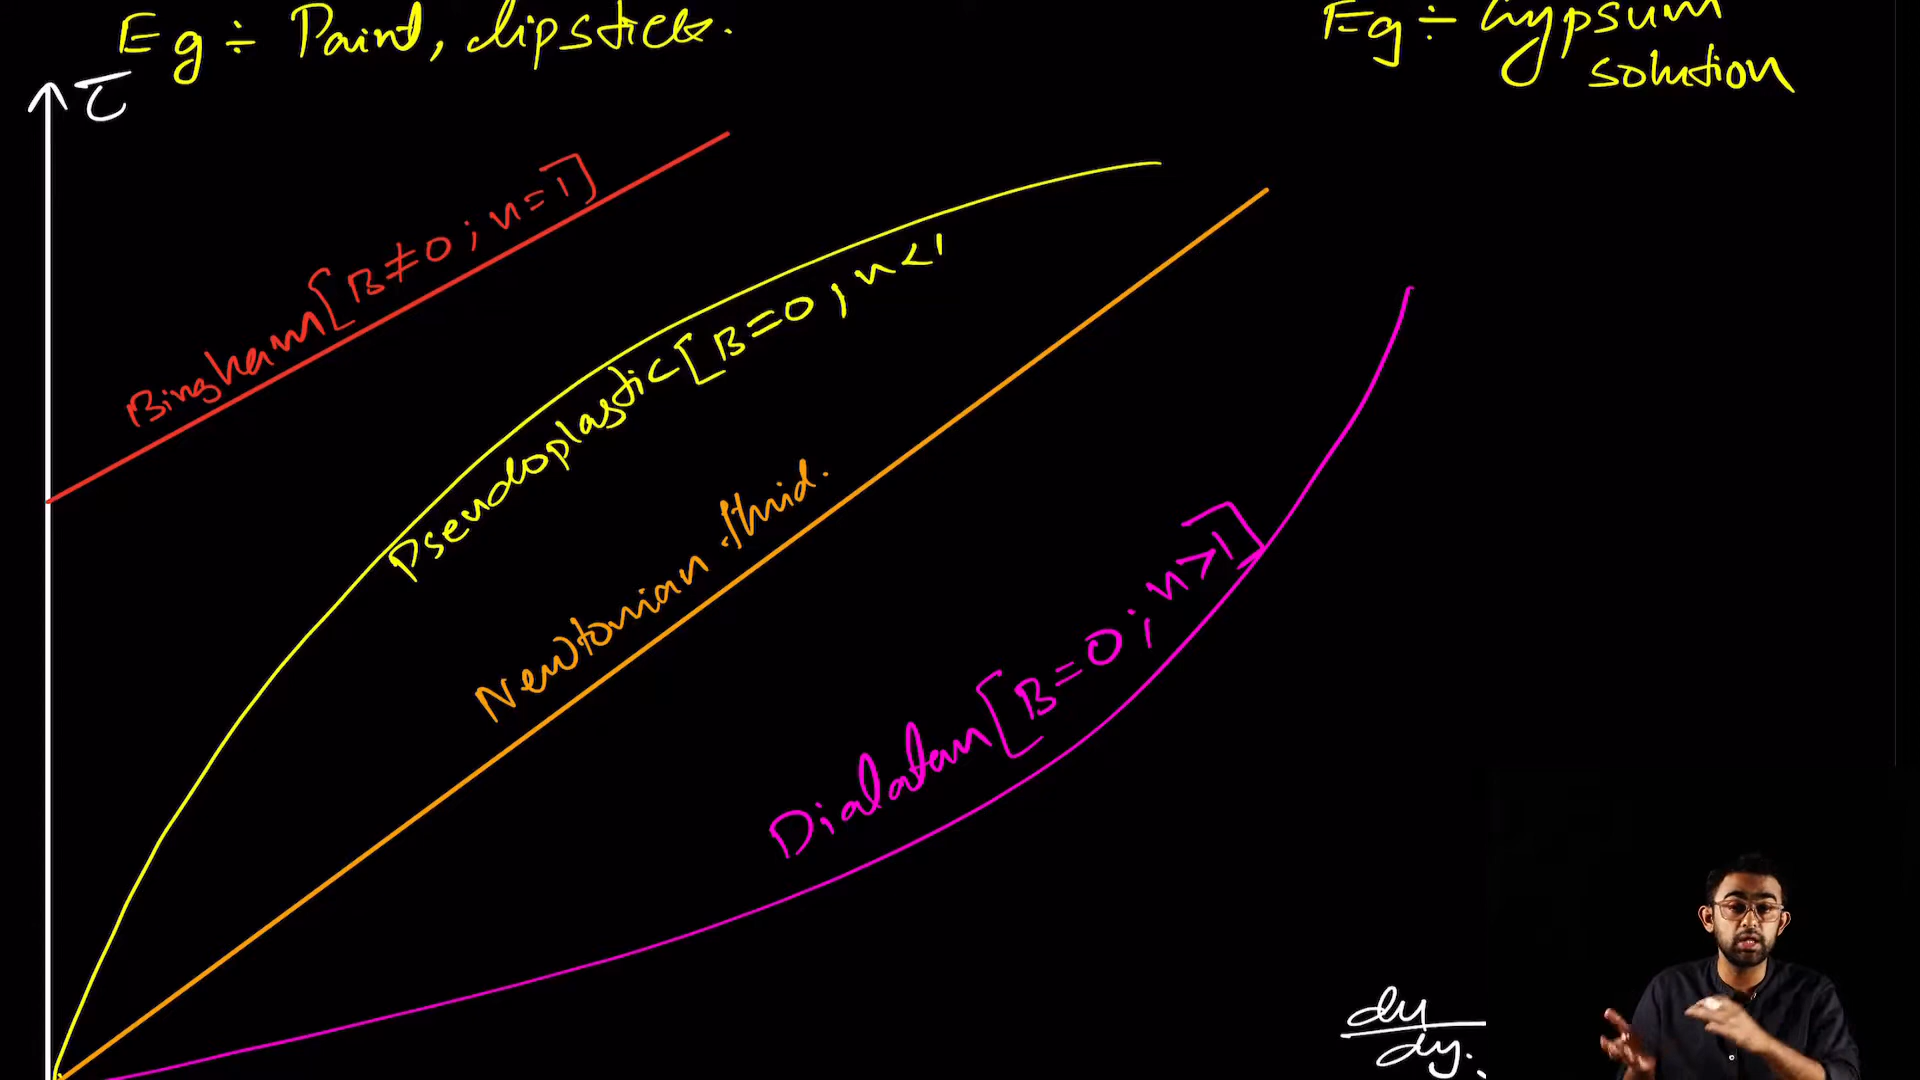 Eg ÷ Paint, lipstick.
Eg ÷ Gypsum
solution
τ
Bingham [B≠0 ; n=1]
Pseudoplastic [B=0 ; n<1
Newtonian fluid.
Dialatan [B=0 ; n>1]
du
dy.